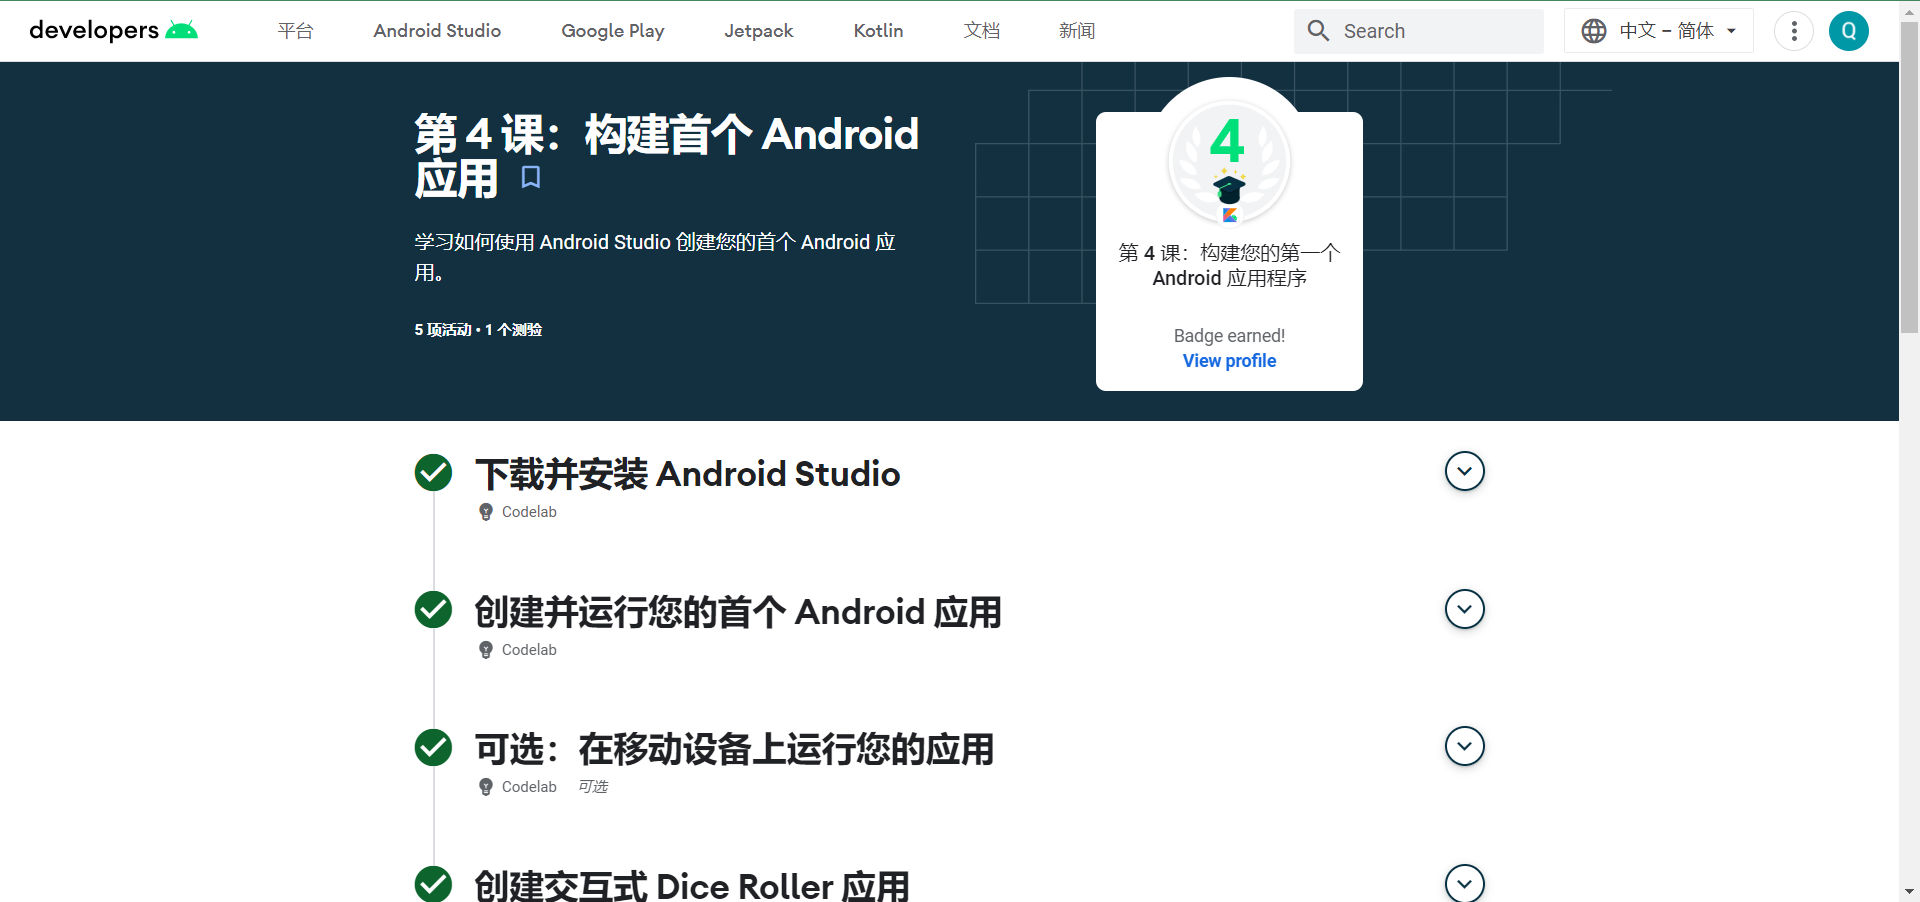 developers
平台
Android Studio
Google Play
Jetpack
Kotlin
文档
新闻
Search
中文 – 简体
Q
第 4 课：构建首个 Android
应用
学习如何使用 Android Studio 创建您的首个 Android 应
用。
5 项活动 • 1 个测验
4
第 4 课：构建您的第一个
Android 应用程序
Badge earned!
View profile
下载并安装 Android Studio
Codelab
创建并运行您的首个 Android 应用
Codelab
可选：在移动设备上运行您的应用
Codelab 可选
创建交互式 Dice Roller 应用